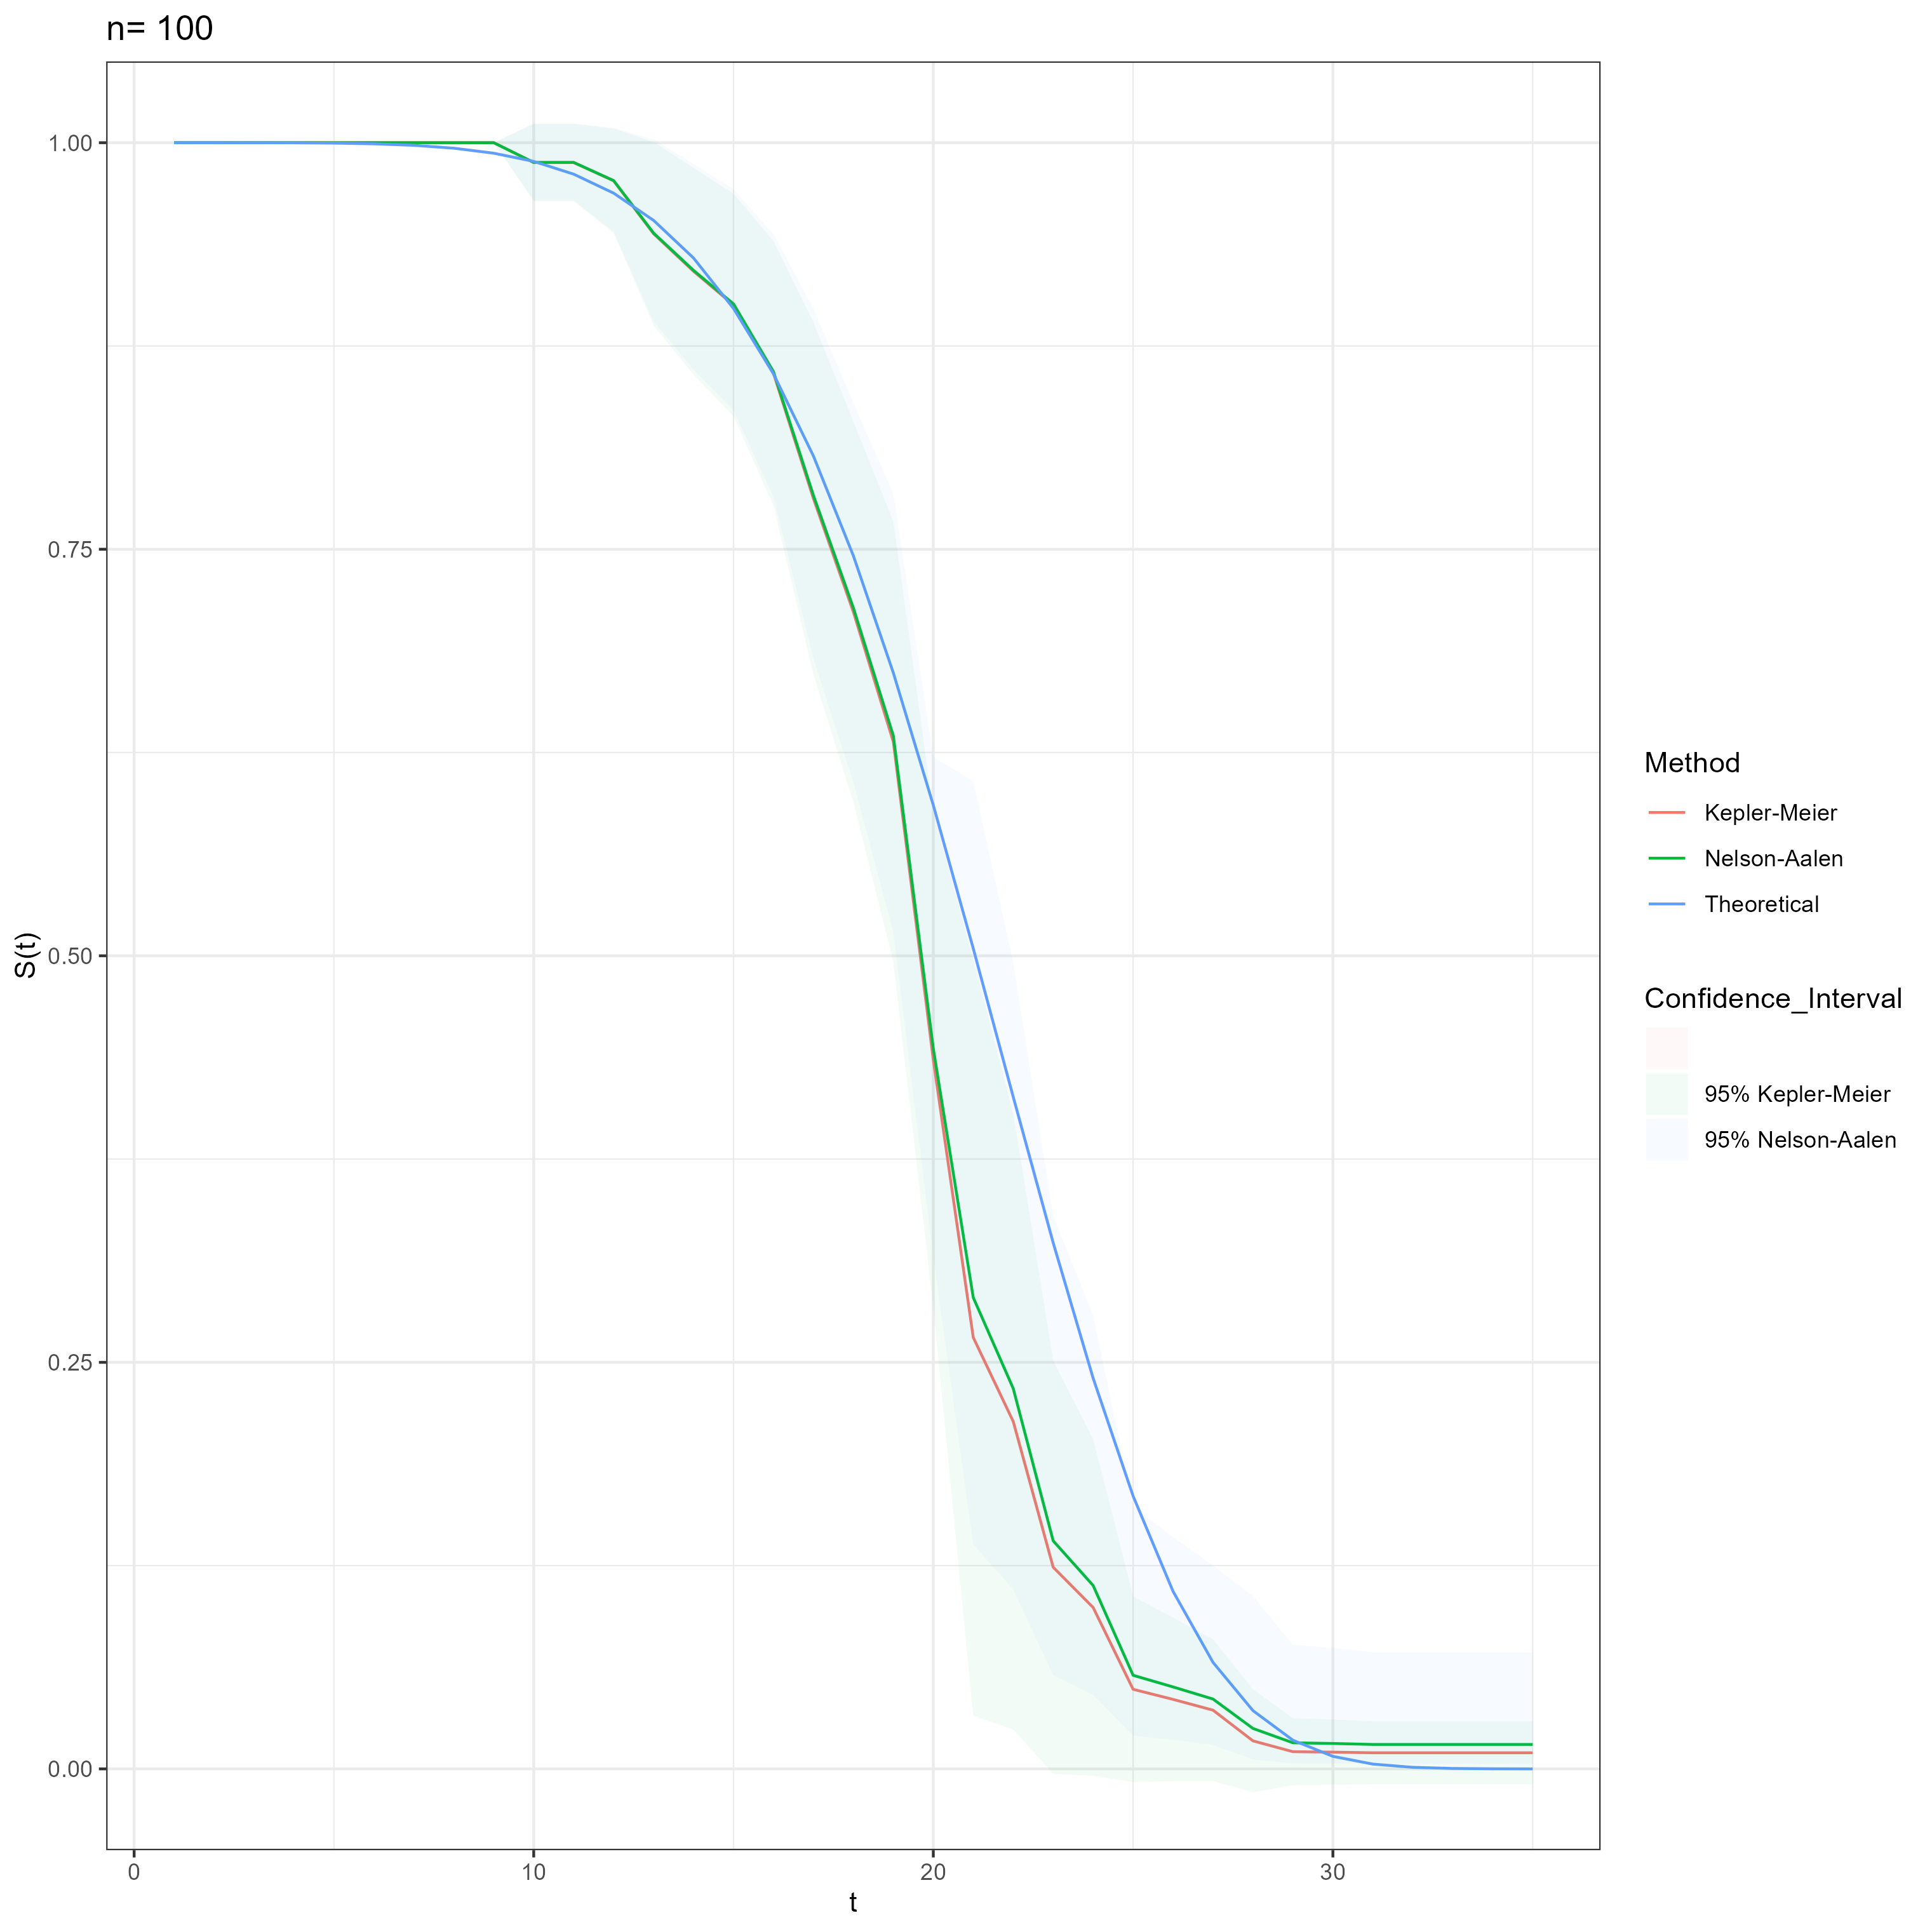 n= 100
1.00
0.75
0.50
0.25
0.00
S(t)
0
10
20
30
t
Method
Kepler-Meier
Nelson-Aalen
Theoretical
Confidence_Interval
95% Kepler-Meier
95% Nelson-Aalen